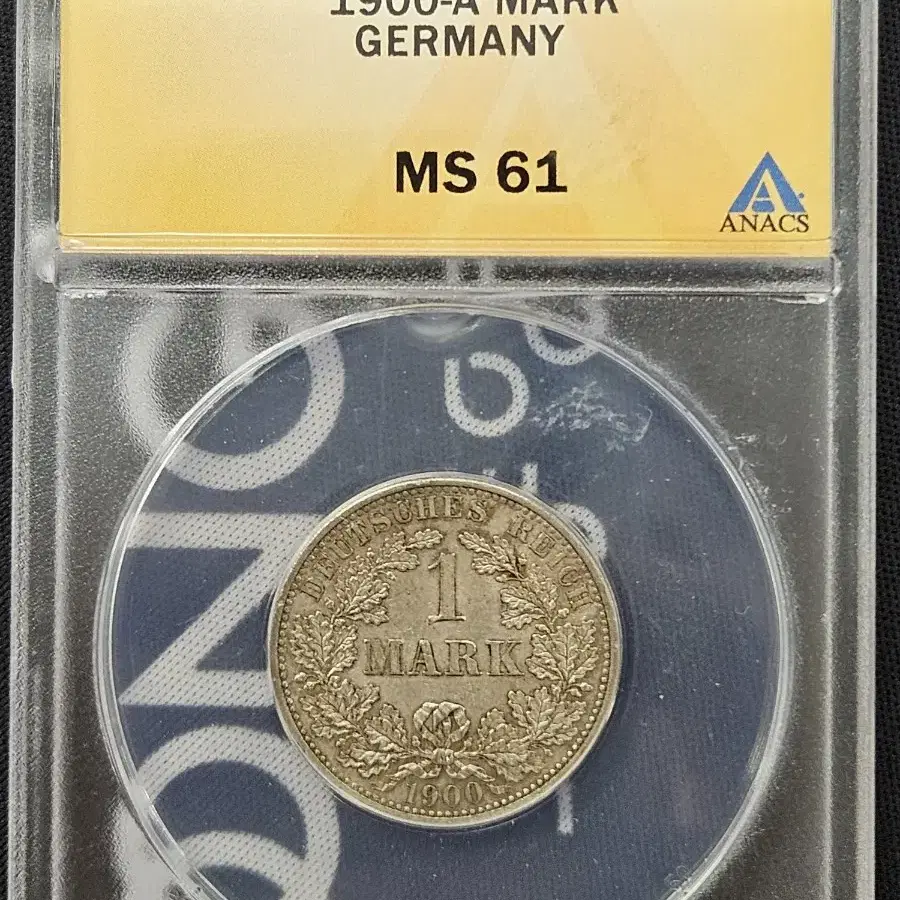 1900-A MARK
GERMANY
MS 61
ANACS
DEUTSCHES REICH
1
MARK
1900